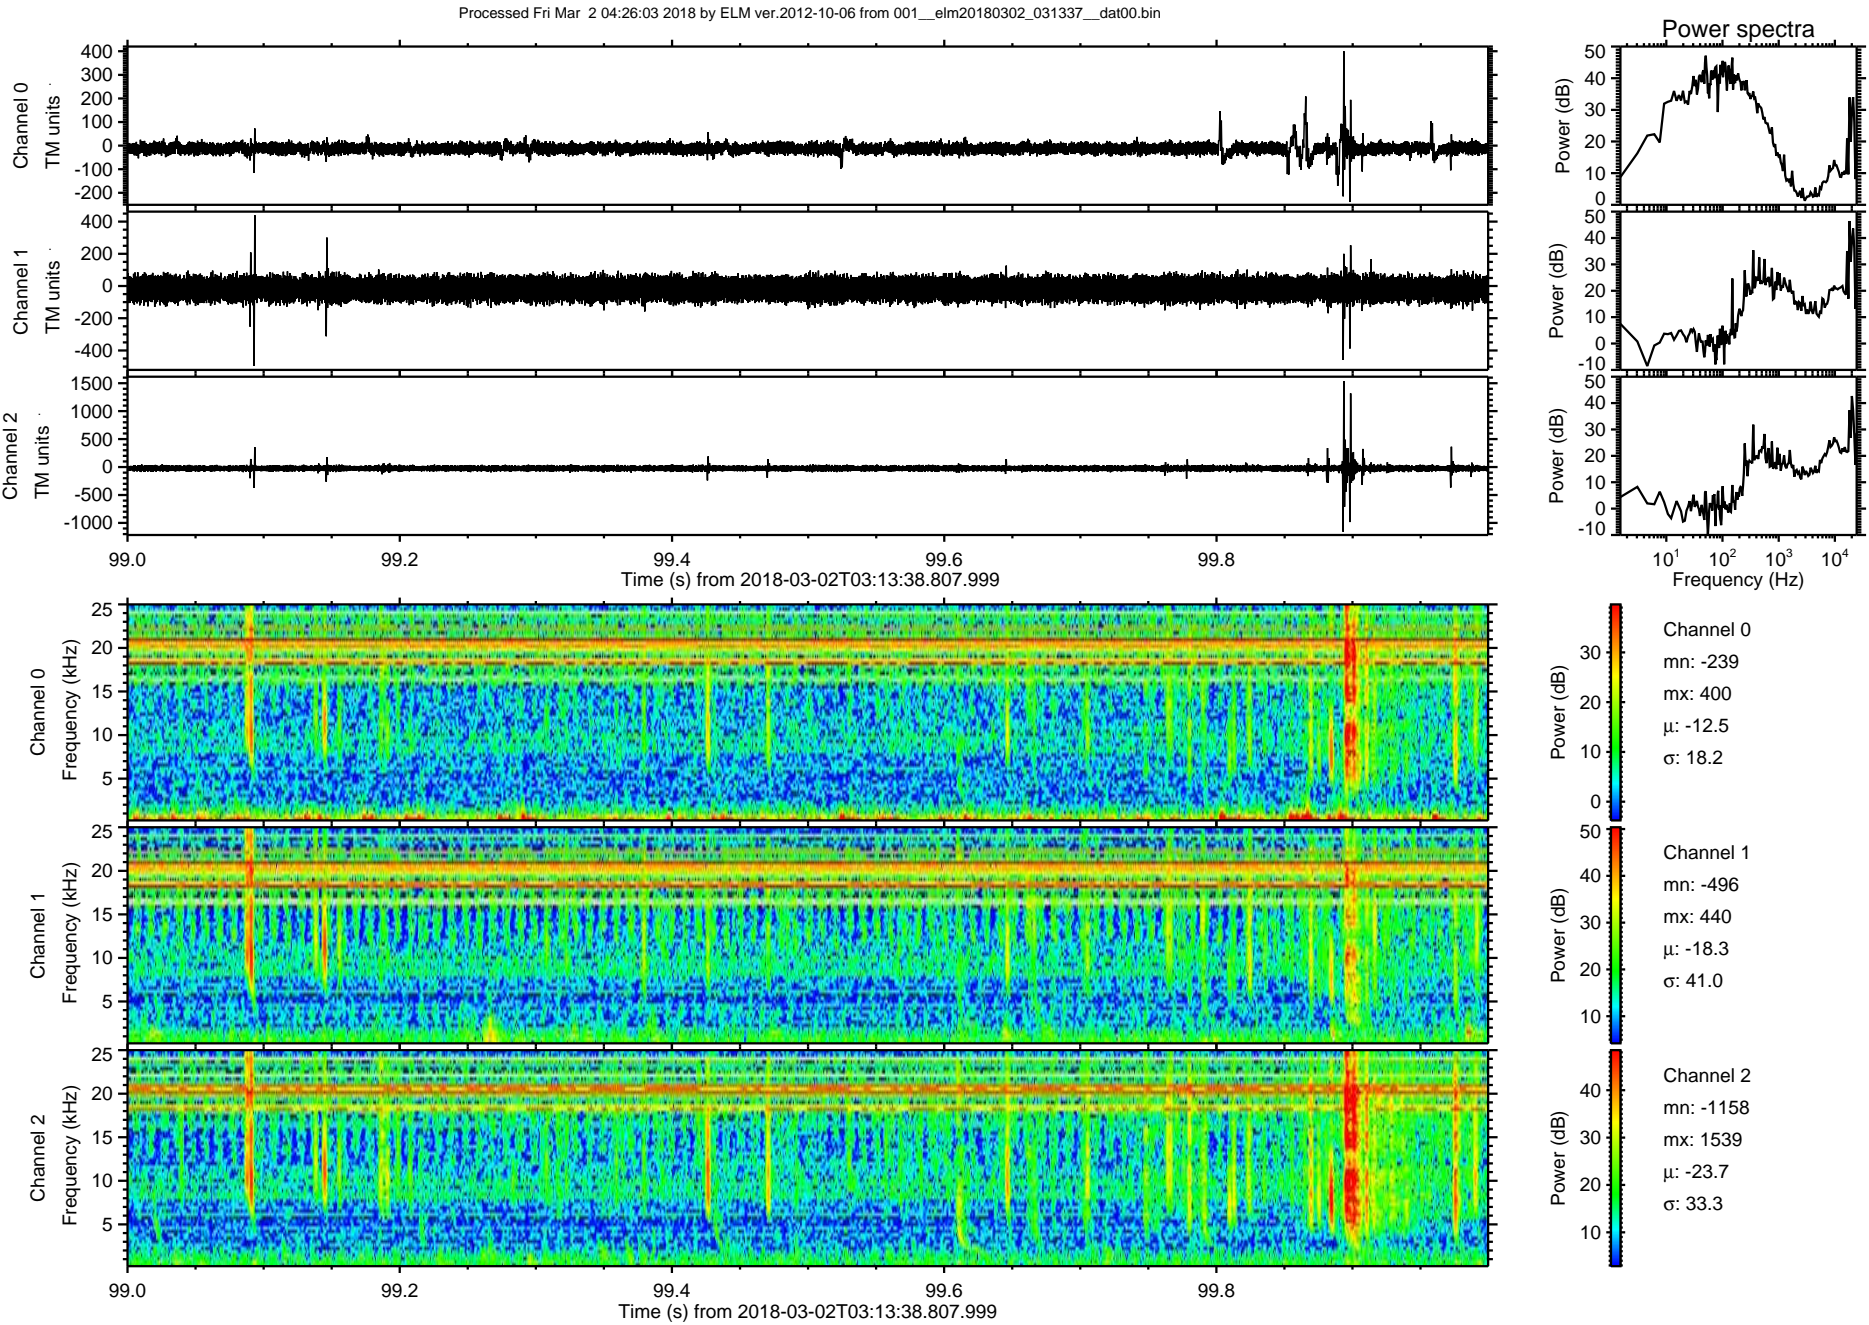 Processed Fri Mar  2 04:26:03 2018 by ELM ver.2012-10-06 from 001__elm20180302_031337__dat00.bin
Power spectra
Channel 0
TM units
400
300
200
100
0
-100
-200
Power (dB)
50
40
30
20
10
0
Channel 1
TM units
400
200
0
-200
-400
Power (dB)
50
40
30
20
10
0
-10
Channel 2
TM units
1500
1000
500
0
-500
-1000
Power (dB)
50
40
30
20
10
0
-10
99.0 99.2 99.4 99.6 99.8
Time (s) from 2018-03-02T03:13:38.807.999
10^1 10^2 10^3 10^4
Frequency (Hz)
Channel 0
Frequency (kHz)
25
20
15
10
5
Power (dB)
30
20
10
0
Channel 0
mn: -239
mx: 400
μ: -12.5
σ: 18.2
Channel 1
Frequency (kHz)
25
20
15
10
5
Power (dB)
50
40
30
20
10
Channel 1
mn: -496
mx: 440
μ: -18.3
σ: 41.0
Channel 2
Frequency (kHz)
25
20
15
10
5
Power (dB)
40
30
20
10
Channel 2
mn: -1158
mx: 1539
μ: -23.7
σ: 33.3
99.0 99.2 99.4 99.6 99.8
Time (s) from 2018-03-02T03:13:38.807.999